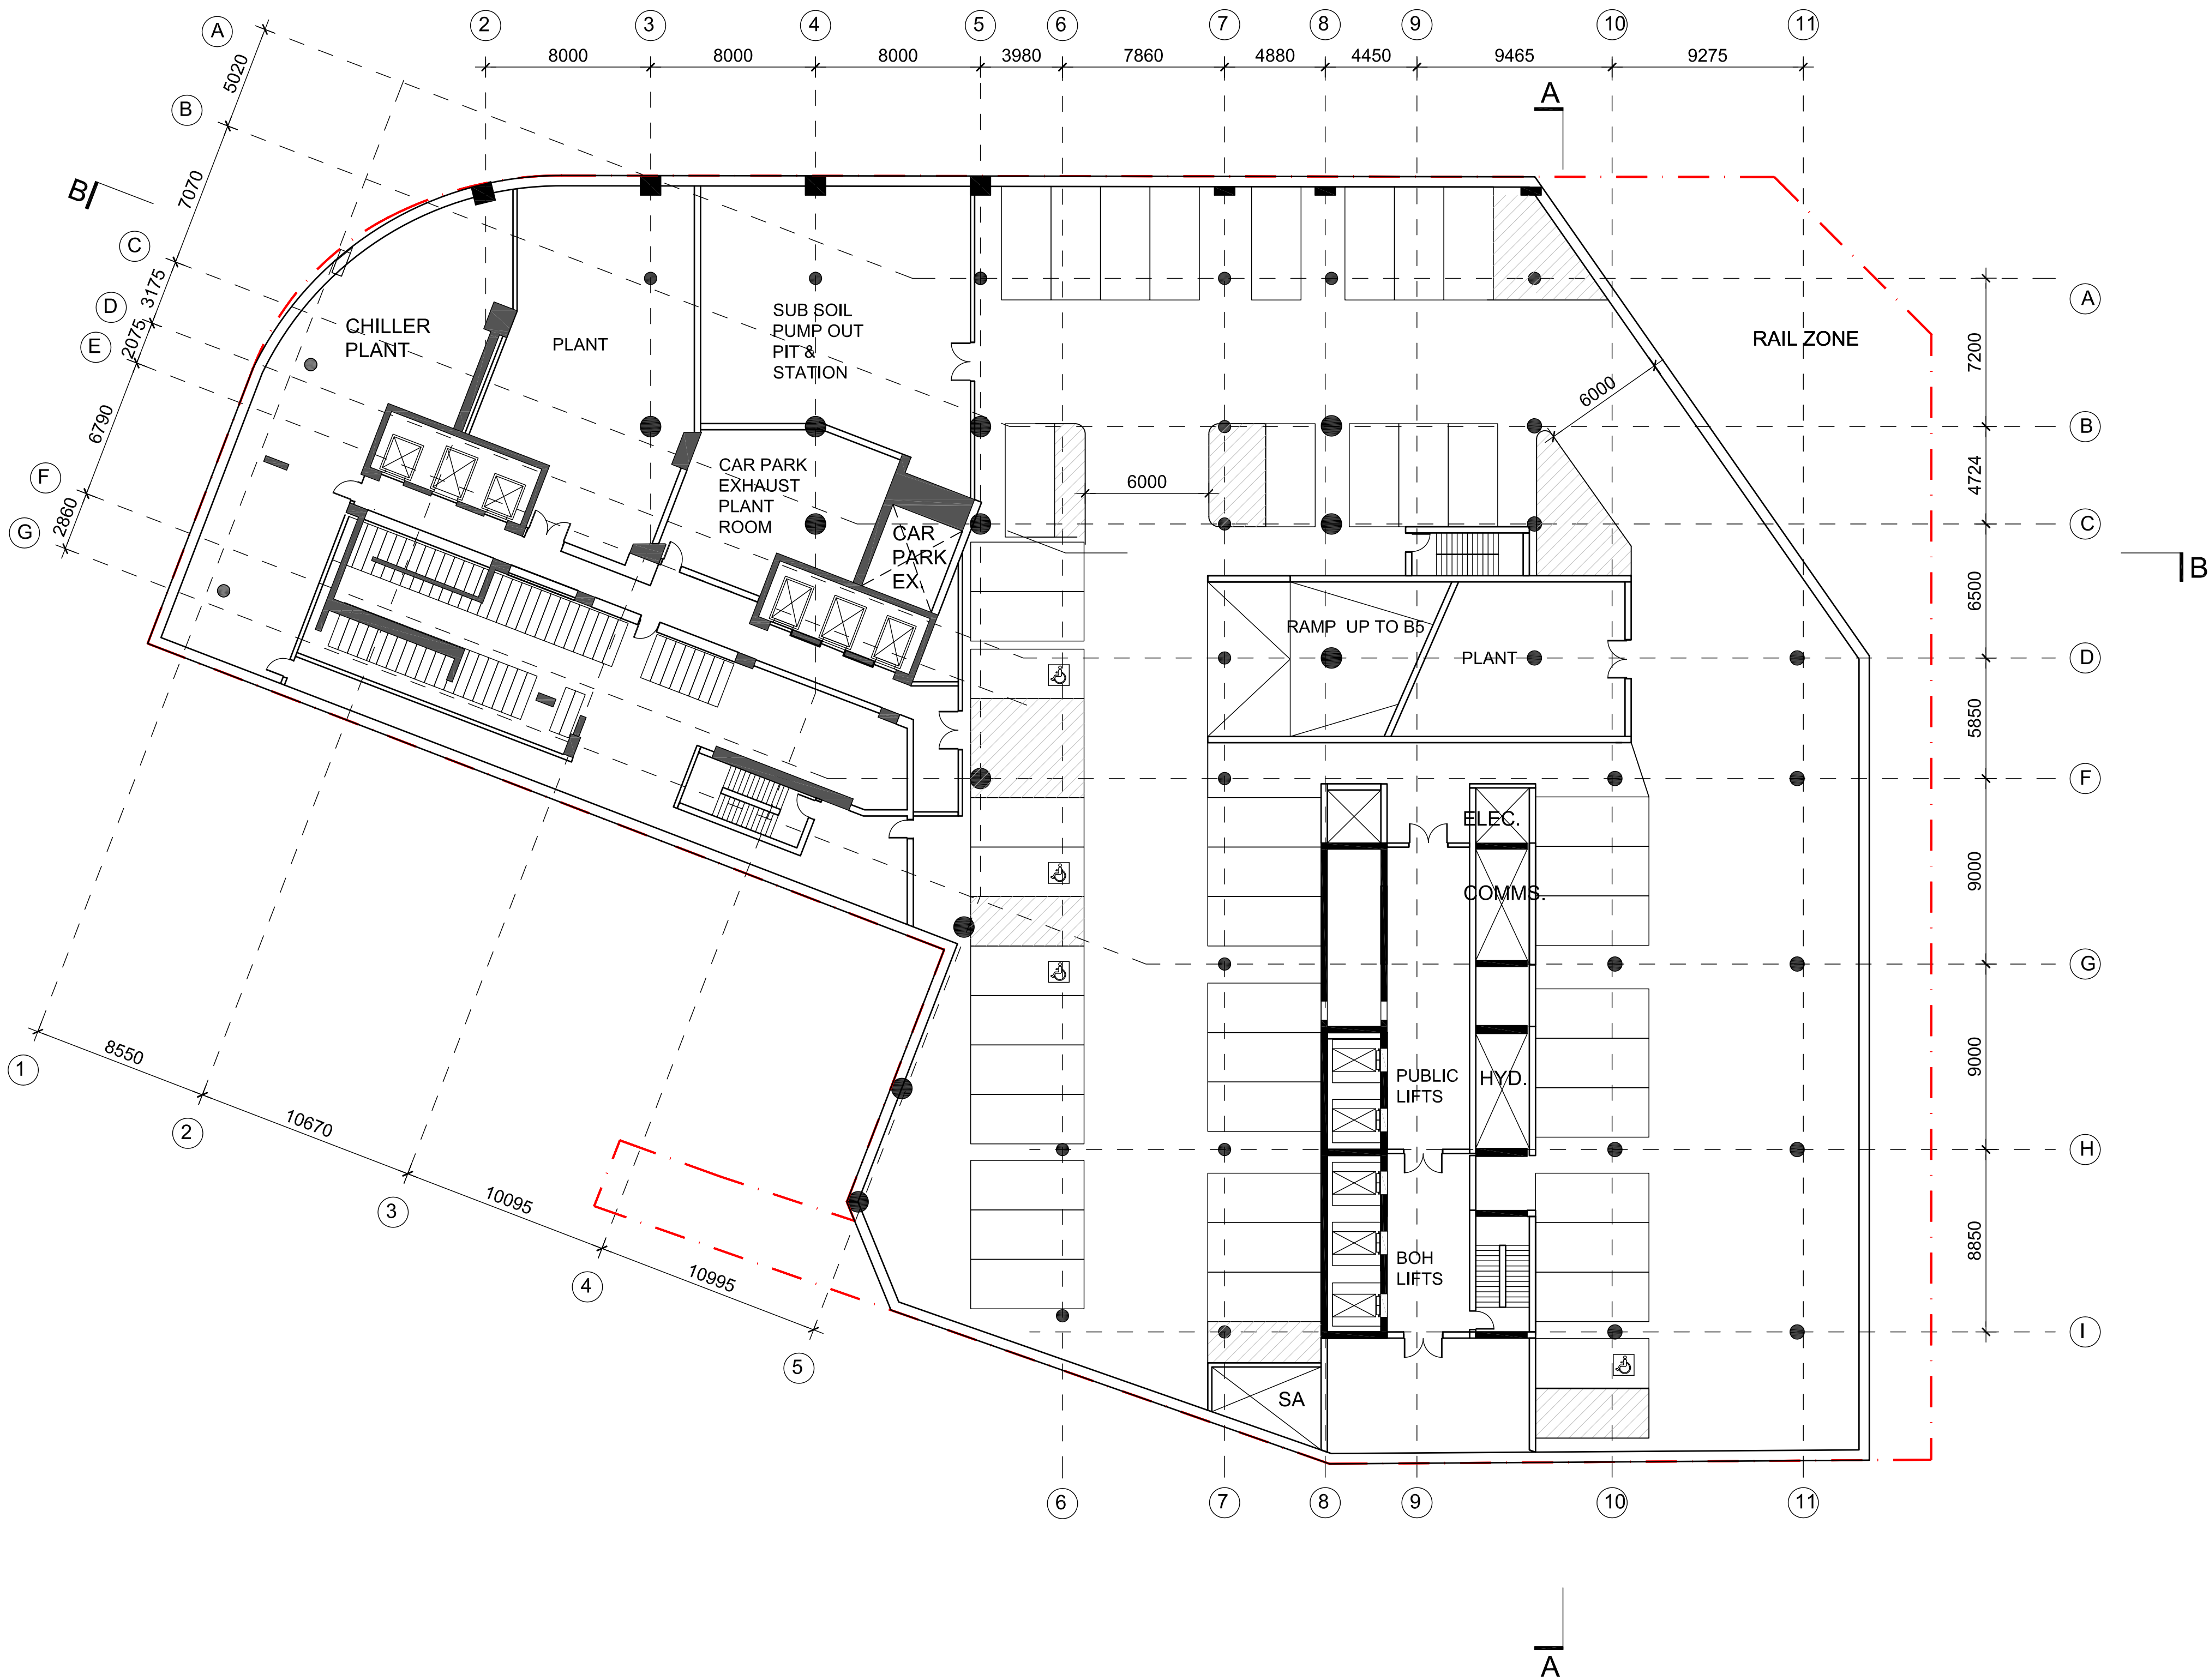 A
2
3
4
5
6
7
8
9
10
11
8000
8000
8000
3980
7860
4880
4450
9465
9275
5020
B
7070
C
3175
D
2075
E
6790
F
2860
G
A
B
CHILLER
PLANT
PLANT
SUB SOIL
PUMP OUT
PIT &
STATION
RAIL ZONE
6000
A
7200
B
4724
C
6500
D
5850
F
9000
G
9000
H
8850
I
CAR PARK
EXHAUST
PLANT
ROOM
6000
CAR
PARK
EX.
B
RAMP UP TO B5
PLANT
ELEC.
COMMS.
PUBLIC
LIFTS
HYD.
BOH
LIFTS
SA
1
8550
2
10670
3
10095
4
10995
5
6
7
8
9
10
11
A